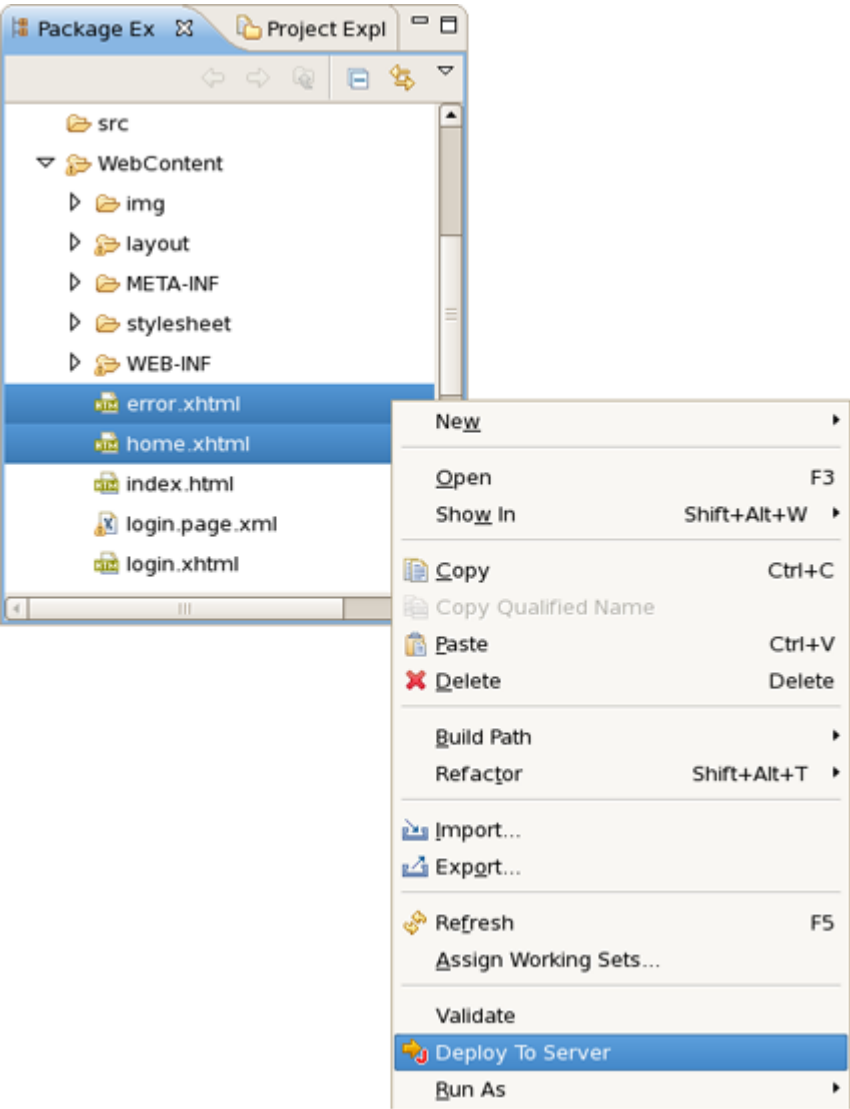 Package Ex Project Expl
src
WebContent
img
layout
META-INF
stylesheet
WEB-INF
error.xhtml
home.xhtml
index.html
login.page.xml
login.xhtml
New
Open F3
Show In Shift+Alt+W
Copy Ctrl+C
Copy Qualified Name
Paste Ctrl+V
Delete Delete
Build Path
Refactor Shift+Alt+T
Import...
Export...
Refresh F5
Assign Working Sets...
Validate
Deploy To Server
Run As